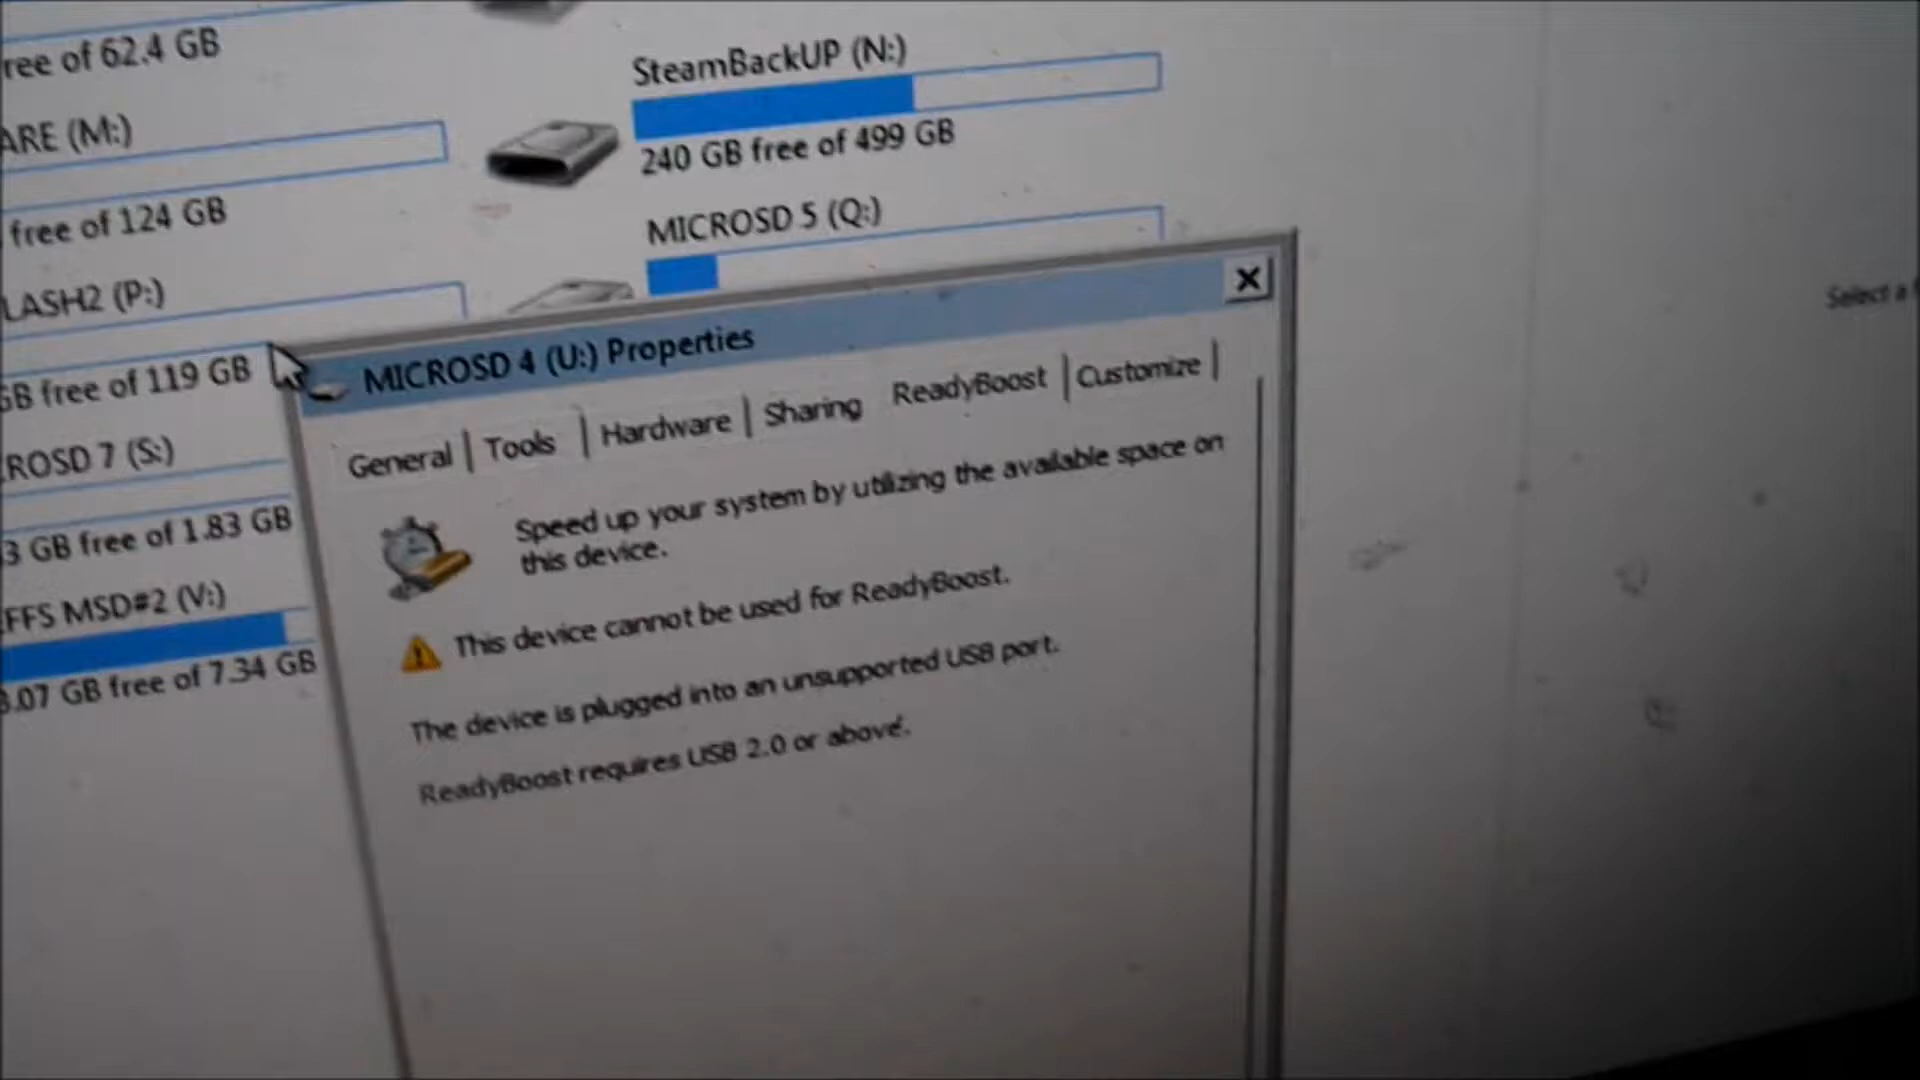 free of 62.4 GB
ARE (M:)
free of 124 GB
LASH2 (P:)
GB free of 119 GB
ROSD 7 (S:)
3 GB free of 1.83 GB
FFS MSD#2 (V:)
3.07 GB free of 7.34 GB
SteamBackUP (N:)
240 GB free of 499 GB
MICROSD 5 (Q:)
MICROSD 4 (U:) Properties
General
Tools
Hardware
Sharing
ReadyBoost
Customize
Speed up your system by utilizing the available space on
this device.
This device cannot be used for ReadyBoost.
The device is plugged into an unsupported USB port.
ReadyBoost requires USB 2.0 or above.
Select a